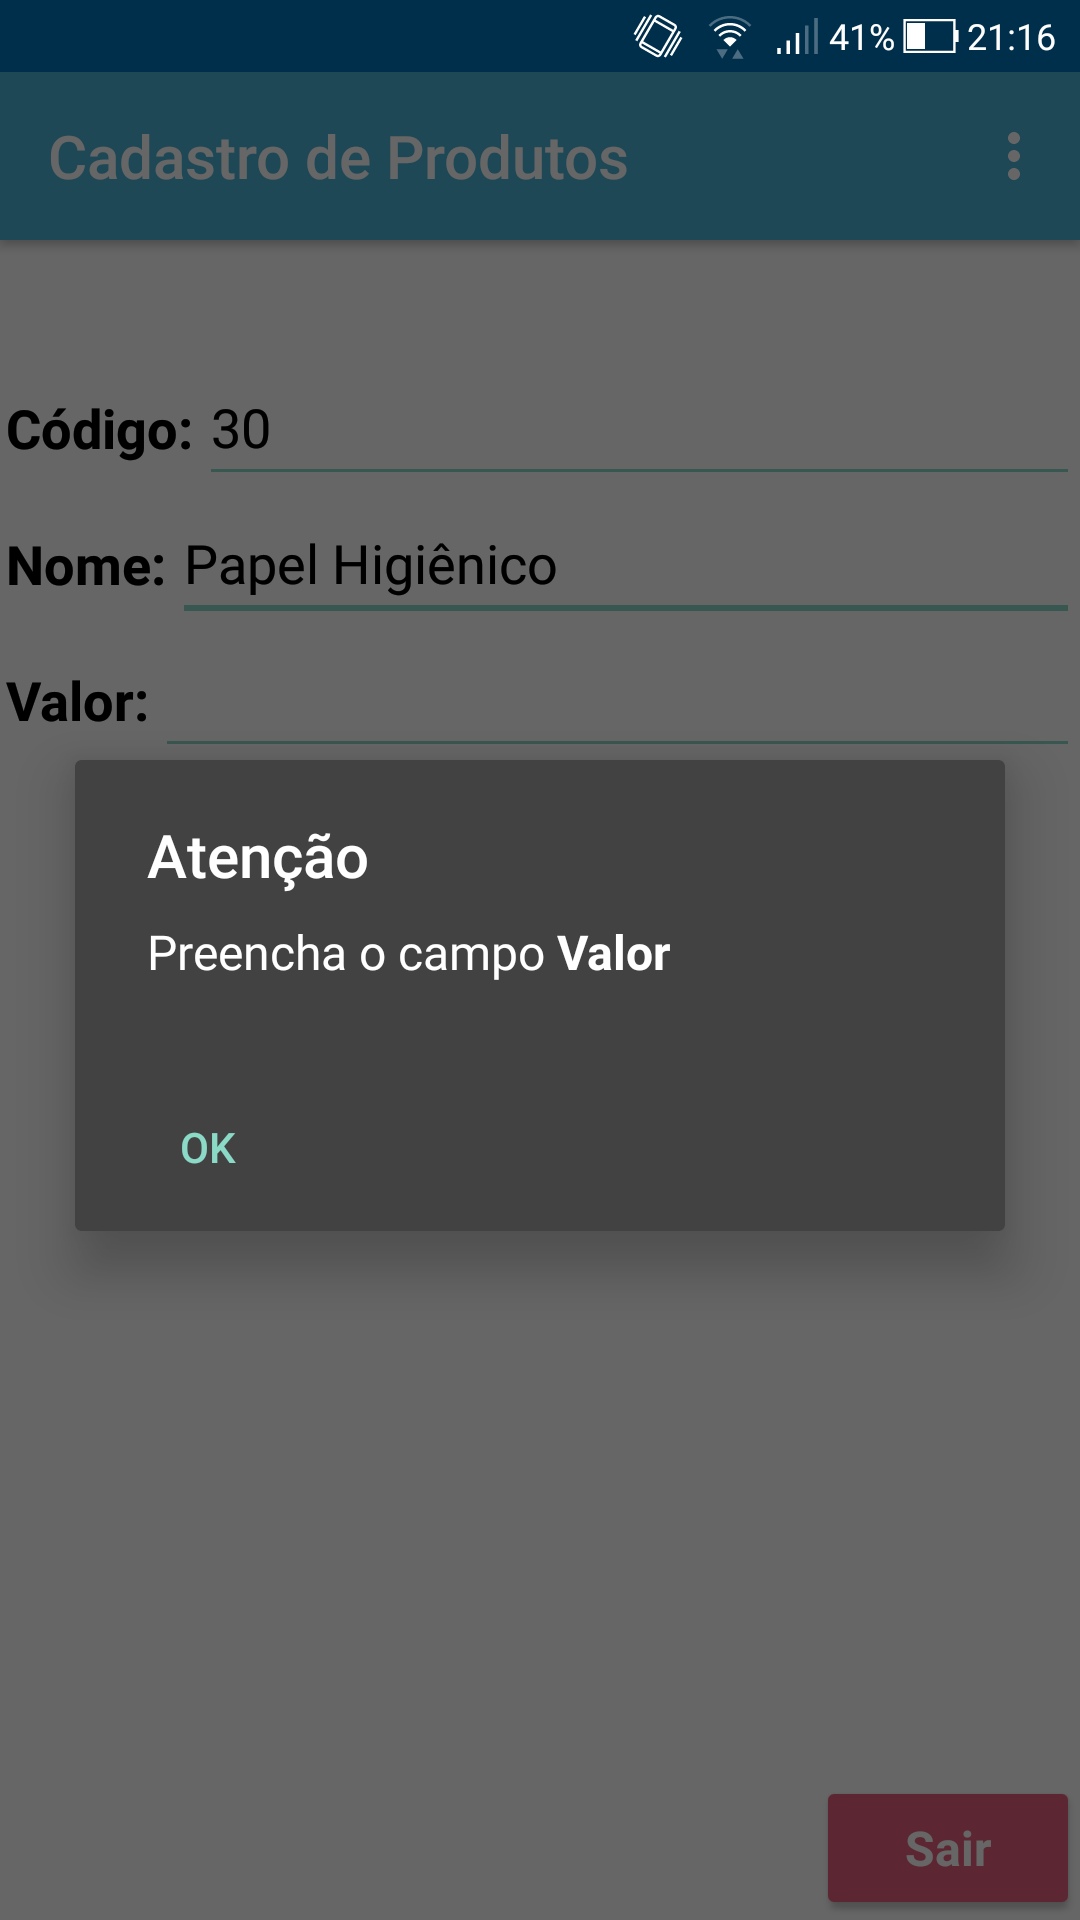 41% 21:16
Cadastro de Produtos
Código: 30
Nome: Papel Higiênico
Valor:
Atenção
Preencha o campo Valor
OK
Sair